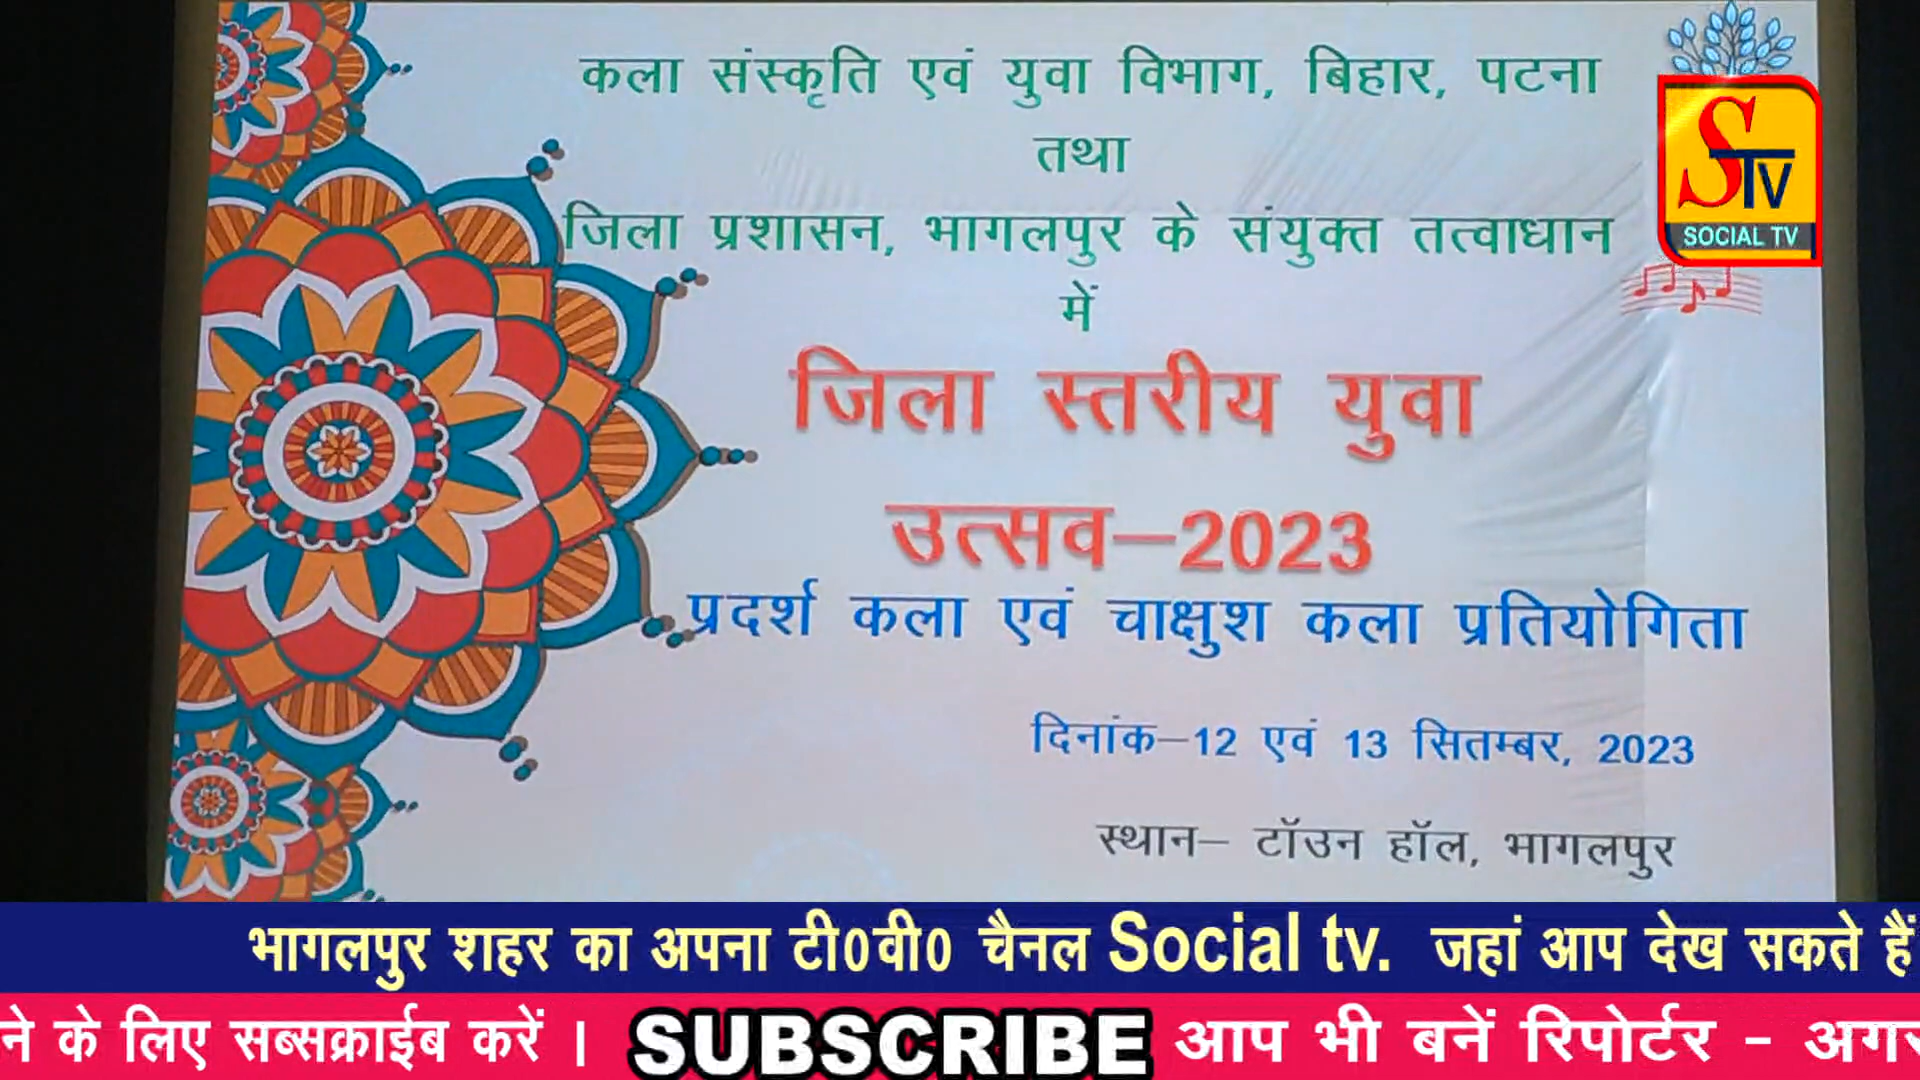 कला संस्कृति एवं युवा विभाग, बिहार, पटना
तथा
जिला प्रशासन, भागलपुर के संयुक्त तत्वाधान
में
जिला स्तरीय युवा
उत्सव–2023
प्रदर्श कला एवं चाक्षुश कला प्रतियोगिता
दिनांक–12 एवं 13 सितम्बर, 2023
स्थान– टॉउन हॉल, भागलपुर
STV
SOCIAL TV
भागलपुर शहर का अपना टी0वी0 चैनल Social tv. जहां आप देख सकते हैं
ने के लिए सब्सक्राईब करें । SUBSCRIBE आप भी बनें रिपोर्टर - अगर